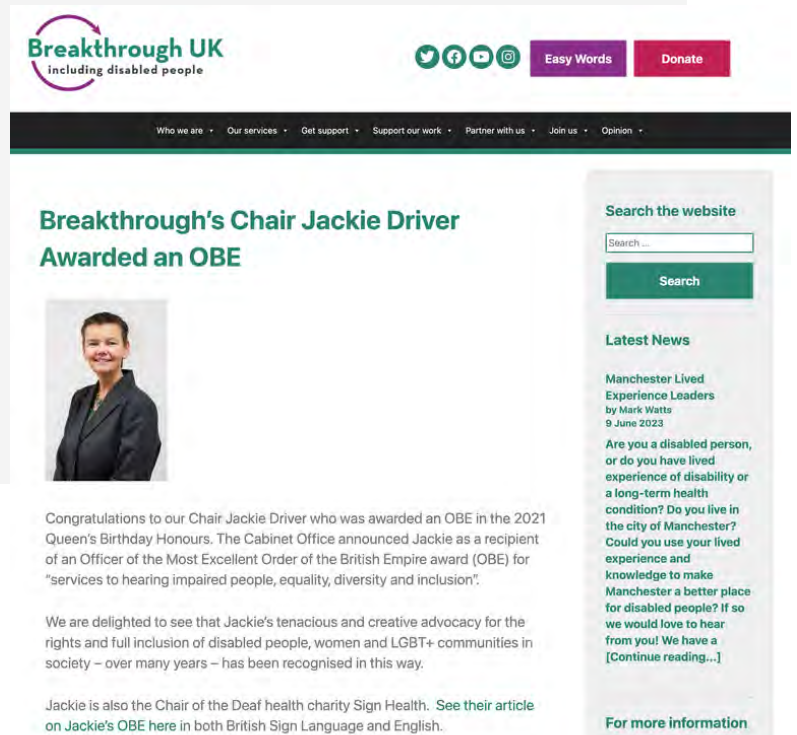 Breakthrough UK
including disabled people
Easy Words
Donate
Who we are
Our services
Get support
Support our work
Partner with us
Join us
Opinion
Breakthrough's Chair Jackie Driver
Awarded an OBE
Congratulations to our Chair Jackie Driver who was awarded an OBE in the 2021
Queen's Birthday Honours. The Cabinet Office announced Jackie as a recipient
of an Officer of the Most Excellent Order of the British Empire award (OBE) for
"services to hearing impaired people, equality, diversity and inclusion".
We are delighted to see that Jackie's tenacious and creative advocacy for the
rights and full inclusion of disabled people, women and LGBT+ communities in
society – over many years – has been recognised in this way.
Jackie is also the Chair of the Deaf health charity Sign Health. See their article
on Jackie's OBE here in both British Sign Language and English.
Search the website
Search ...
Search
Latest News
Manchester Lived
Experience Leaders
by Mark Watts
9 June 2023
Are you a disabled person,
or do you have lived
experience of disability or
a long-term health
condition? Do you live in
the city of Manchester?
Could you use your lived
experience and
knowledge to make
Manchester a better place
for disabled people? If so
we would love to hear
from you! We have a
[Continue reading...]
For more information